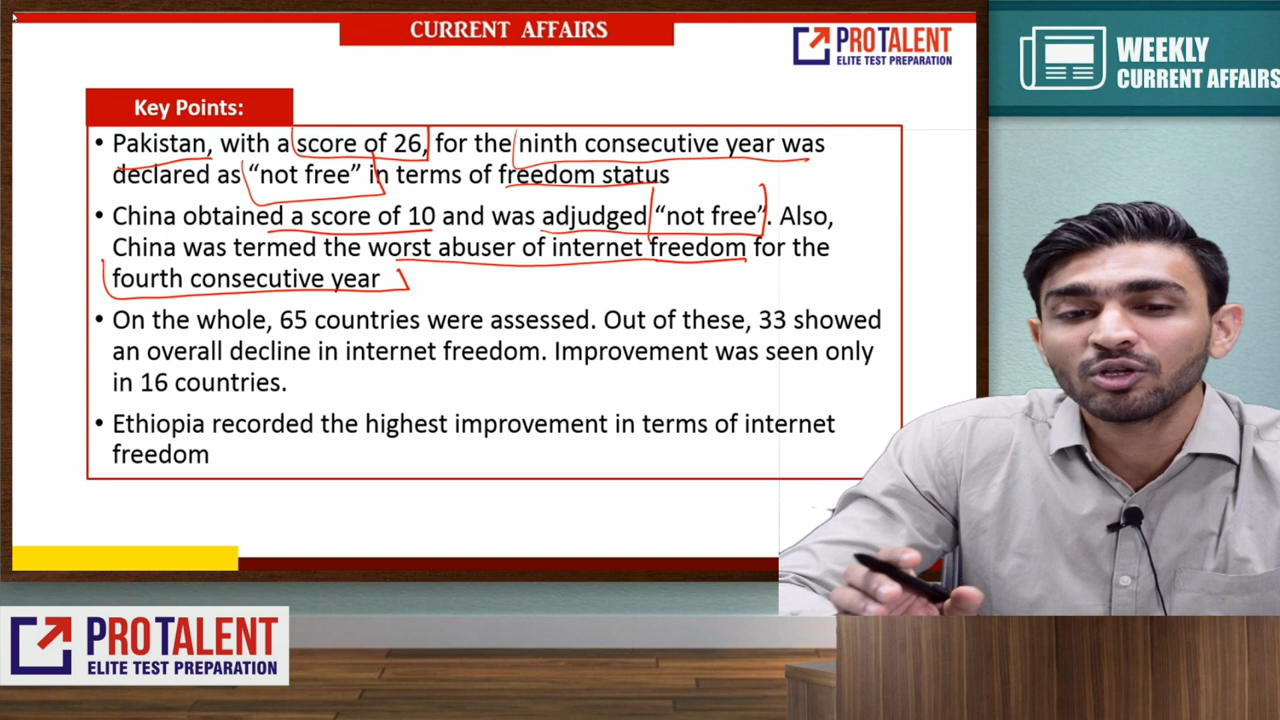 CURRENT AFFAIRS
PROTALENT
ELITE TEST PREPARATION
WEEKLY
CURRENT AFFAIRS
Key Points:
• Pakistan, with a score of 26, for the ninth consecutive year was
declared as “not free” in terms of freedom status
• China obtained a score of 10 and was adjudged “not free”. Also,
China was termed the worst abuser of internet freedom for the
fourth consecutive year
• On the whole, 65 countries were assessed. Out of these, 33 showed
an overall decline in internet freedom. Improvement was seen only
in 16 countries.
• Ethiopia recorded the highest improvement in terms of internet
freedom
PROTALENT
ELITE TEST PREPARATION